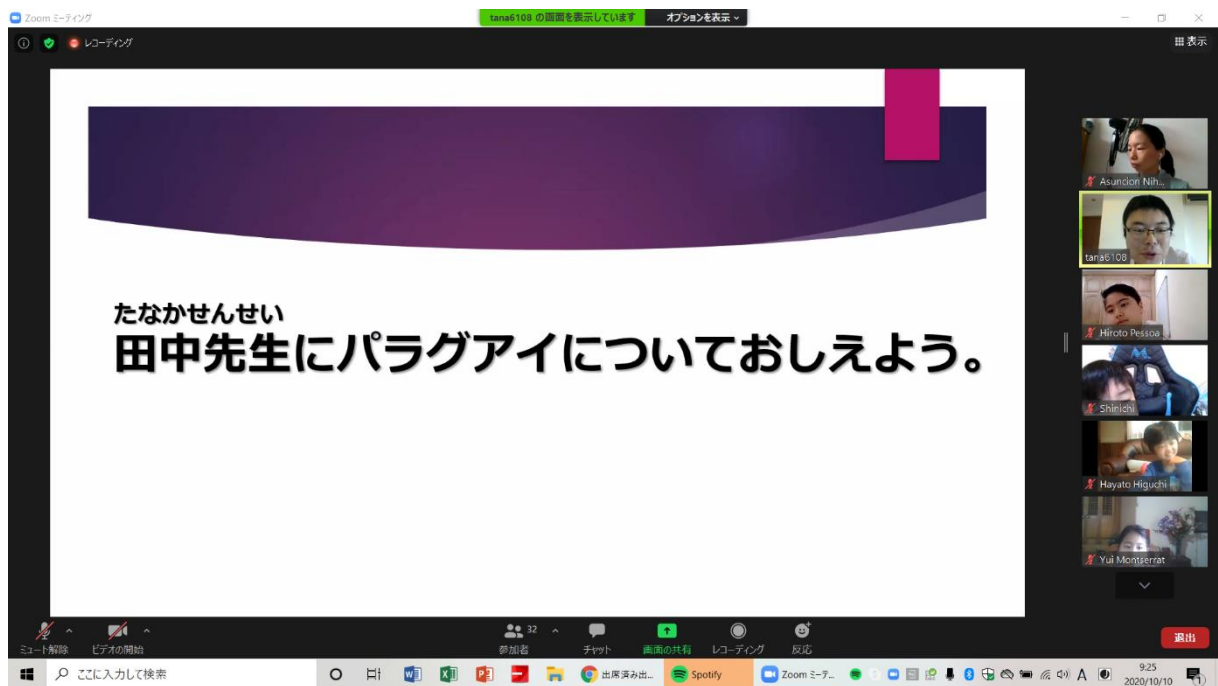 Zoom ミーティング
tana6108 の画面を表示しています
オプションを表示
レコーディング
表示
たなかせんせい
田中先生にパラグアイについておしえよう。
Asuncion Nih...
tana6108
Hiroto Pessoa
Shinichi
Hayato Higuchi
Yui Montserrat
ミュート解除
ビデオの開始
32
参加者
チャット
画面の共有
レコーディング
反応
退出
ここに入力して検索
出席済み出...
Spotify
Zoom ミーテ...
A
9:25
2020/10/10